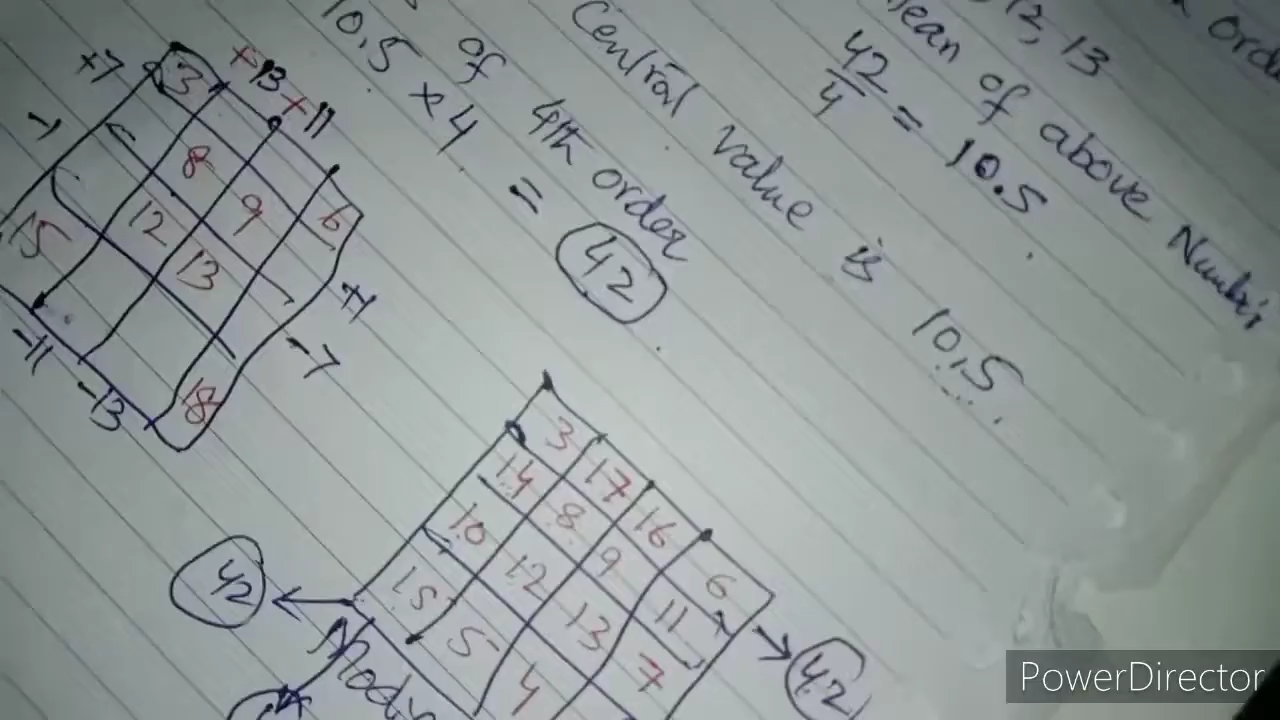 12, 13
Mean of above Numbers
42/4 = 10.5
Central value is 10.5
of 4th order
10.5 × 4 = 42
+7 3 +13 +11
-1 8 9 6
15 12 13 +1
-11 -13 18 -7
3 17 16 6
14 8 9 11
10 12 13 7
15 5 4
42
42
PowerDirector